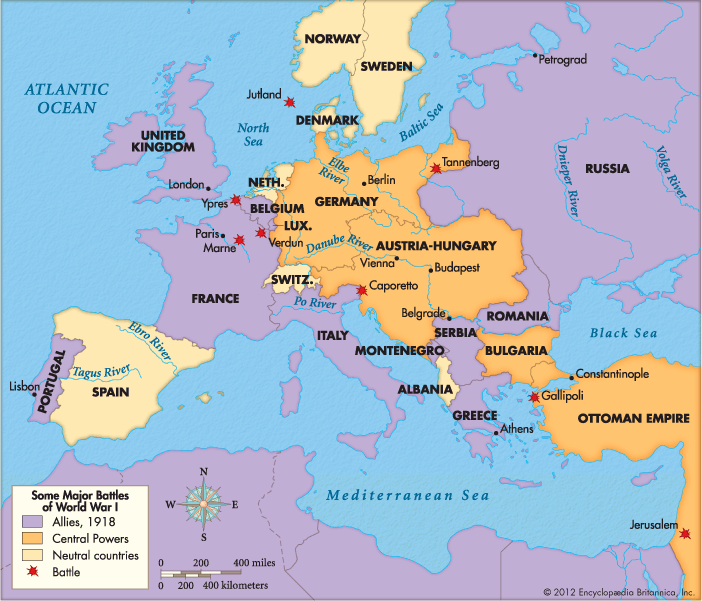 NORWAY
SWEDEN
Petrograd
ATLANTIC
OCEAN
Jutland
North
Sea
DENMARK
Baltic Sea
UNITED
KINGDOM
Tannenberg
RUSSIA
Dnieper River
Volga River
London
NETH.
Elbe
River
Berlin
GERMANY
Ypres
BELGIUM
LUX.
Paris
Marne
Verdun
Danube River
AUSTRIA-HUNGARY
Vienna
Budapest
SWITZ.
Caporetto
FRANCE
Po River
Belgrade
ROMANIA
Ebro River
ITALY
SERBIA
Black Sea
MONTENEGRO
BULGARIA
Tagus River
PORTUGAL
Lisbon
SPAIN
ALBANIA
Constantinople
Gallipoli
GREECE
Athens
OTTOMAN EMPIRE
Mediterranean Sea
Jerusalem
Some Major Battles
of World War I
Allies, 1918
Central Powers
Neutral countries
Battle
N
W E
S
0 200 400 miles
0 200 400 kilometers
© 2012 Encyclopædia Britannica, Inc.